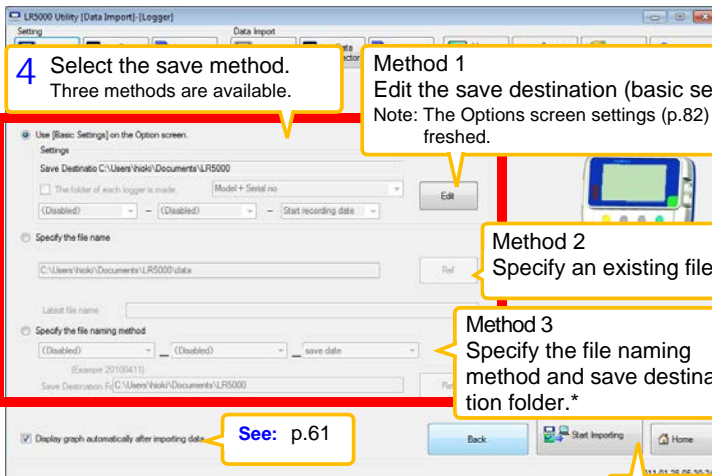 LR5000 Utility [Data Import]-[Logger]
Setting
Data Import
4 Select the save method.
Three methods are available.
Method 1
Edit the save destination (basic se
Note: The Options screen settings (p.82)
freshed.
Use [Basic Settings] on the Option screen.
Settings
Save Destinatio C:\Users\hioki\Documents\LR5000
The folder of each logger is made.
Model + Serial no
Edit
(Disabled) – (Disabled) – Start recording date
Specify the file name
Method 2
Specify an existing file
C:\Users\hioki\Documents\LR5000\data
Ref
Latest file name
Specify the file naming method
Method 3
Specify the file naming
method and save destina
tion folder.*
(Disabled) _ (Disabled) _ save date
(Exampe 20100411)
Save Destination Fo C:\Users\hioki\Documents\LR5000
Display graph automatically after importing data
See: p.61
Back
Start Importing
Home